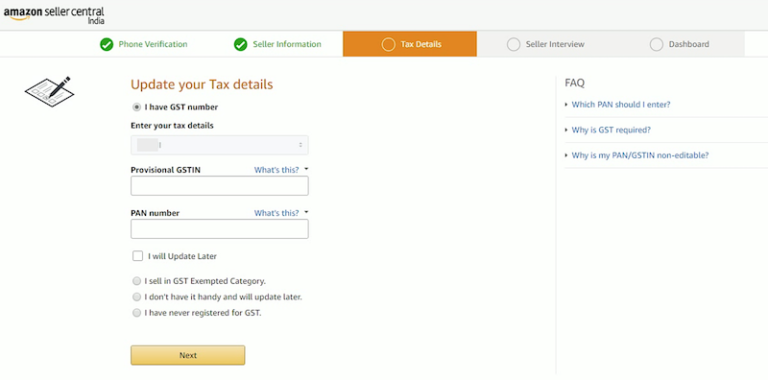 amazon seller central
India
Phone Verification
Seller Information
Tax Details
Seller Interview
Dashboard
Update your Tax details
I have GST number
Enter your tax details
Provisional GSTIN What's this?
PAN number What's this?
I will Update Later
I sell in GST Exempted Category.
I don't have it handy and will update later.
I have never registered for GST.
Next
FAQ
Which PAN should I enter?
Why is GST required?
Why is my PAN/GSTIN non-editable?